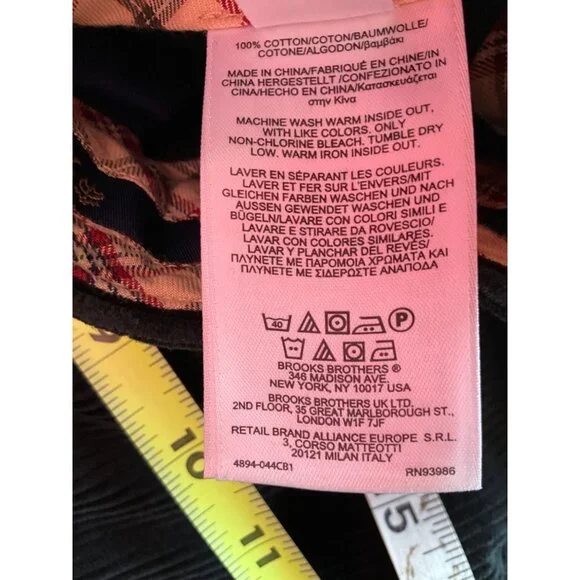 100% COTTON/COTON/BAUMWOLLE/
COTONE/ALGODON/βαμβάκι
MADE IN CHINA/FABRIQUÉ EN CHINE/IN
CHINA HERGESTELLT /CONFEZIONATO IN
CINA/HECHO EN CHINA/Κατασκευάζεται
στην Κίνα
MACHINE WASH WARM INSIDE OUT,
WITH LIKE COLORS. ONLY
NON-CHLORINE BLEACH. TUMBLE DRY
LOW. WARM IRON INSIDE OUT.
LAVER EN SÉPARANT LES COULEURS.
LAVER ET FER SUR L'ENVERS/MIT
GLEICHEN FARBEN WASCHEN UND NACH
AUSSEN GEWENDET WASCHEN UND
BÜGELN/LAVARE CON COLORI SIMILI E
LAVARE E STIRARE DA ROVESCIO/
LAVAR CON COLORES SIMILARES.
LAVAR Y PLANCHAR DEL REVÉS/
ΠΛΥΝΕΤΕ ΜΕ ΠΑΡΟΜΟΙΑ ΧΡΩΜΑΤΑ ΚΑΙ
ΠΛΥΝΕΤΕ ΜΕ ΣΙΔΕΡΩΣΤΕ ΑΝΑΠΟΔΑ
40 P
BROOKS BROTHERS ®
346 MADISON AVE.
NEW YORK, NY 10017 USA
BROOKS BROTHERS UK LTD.
2ND FLOOR, 35 GREAT MARLBOROUGH ST.,
LONDON W1F 7JF
RETAIL BRAND ALLIANCE EUROPE S.R.L.
3, CORSO MATTEOTTI
20121 MILAN ITALY
4894-044CB1 RN93986
10
11
5